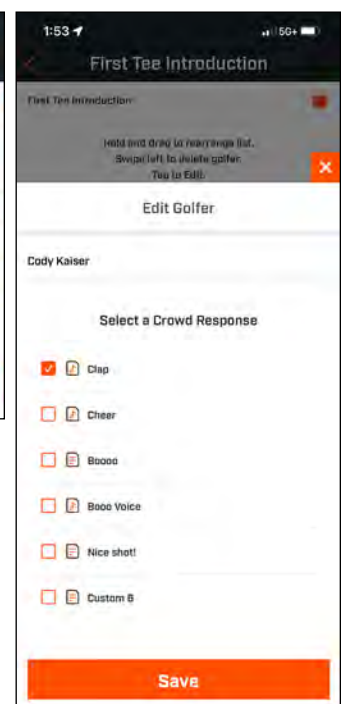 1:53
5G+
First Tee Introduction
First Tee Introduction
Hold and drag to rearrange list.
Swipe left to delete golfer.
Tap to Edit.
Edit Golfer
Cody Kaiser
Select a Crowd Response
Clap
Cheer
Boooo
Booo Voice
Nice shot!
Custom 6
Save